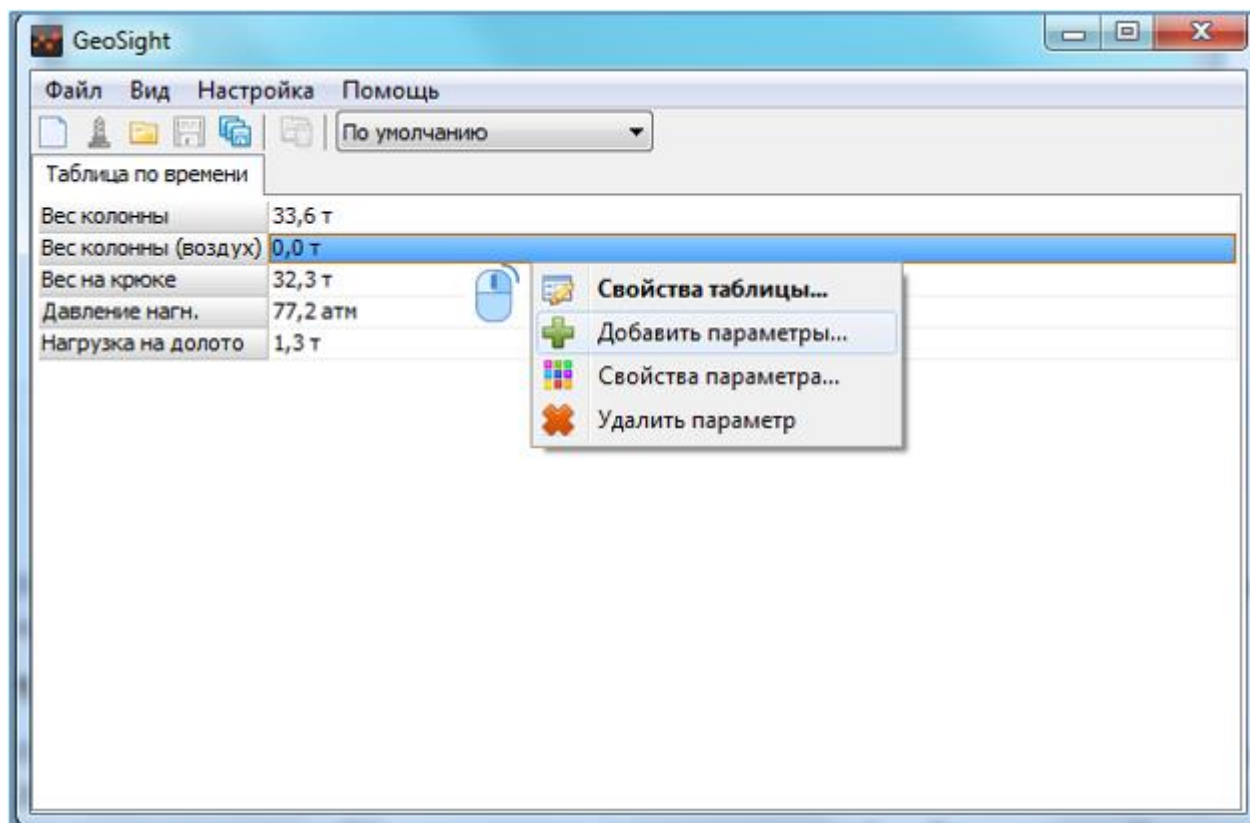 GeoSight
Файл Вид Настройка Помощь
По умолчанию
Таблица по времени
Вес колонны 33,6 т
Вес колонны (воздух) 0,0 т
Вес на крюке 32,3 т
Давление нагн. 77,2 атм
Нагрузка на долото 1,3 т
Свойства таблицы...
Добавить параметры...
Свойства параметра...
Удалить параметр